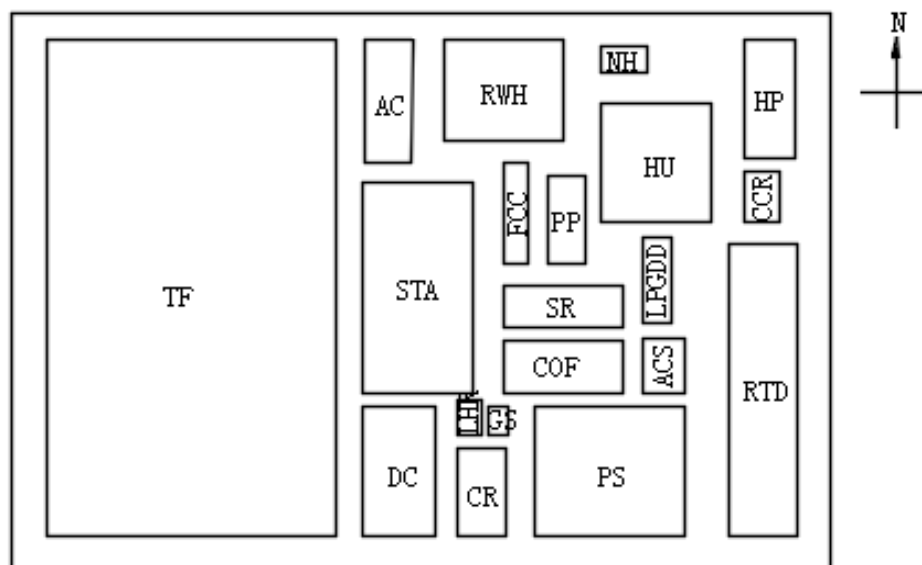 N
NH
AC
RWH
HP
HU
CCR
FCC
PP
TF
STA
LPGDD
SR
COF
ACS
RTD
GS
DC
CR
PS